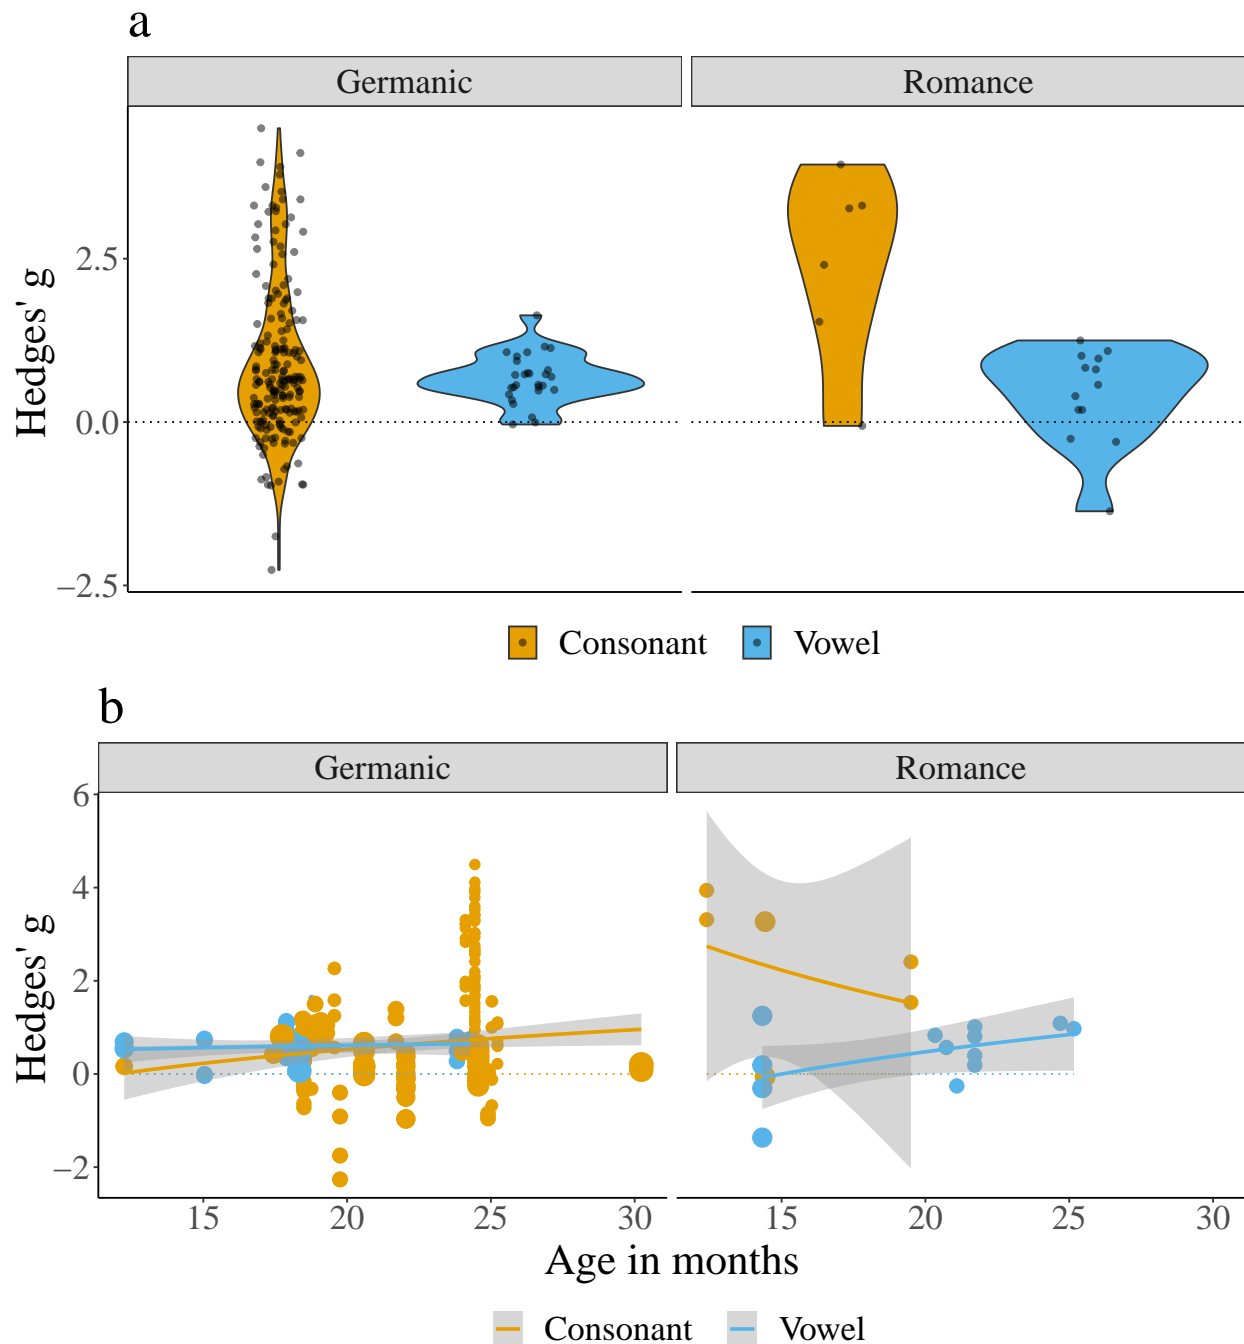 a
Germanic Romance
2.5
0.0
−2.5
Hedges' g
Consonant Vowel
b
Germanic Romance
6
4
2
0
−2
Hedges' g
15 20 25 30 15 20 25 30
Age in months
Consonant Vowel